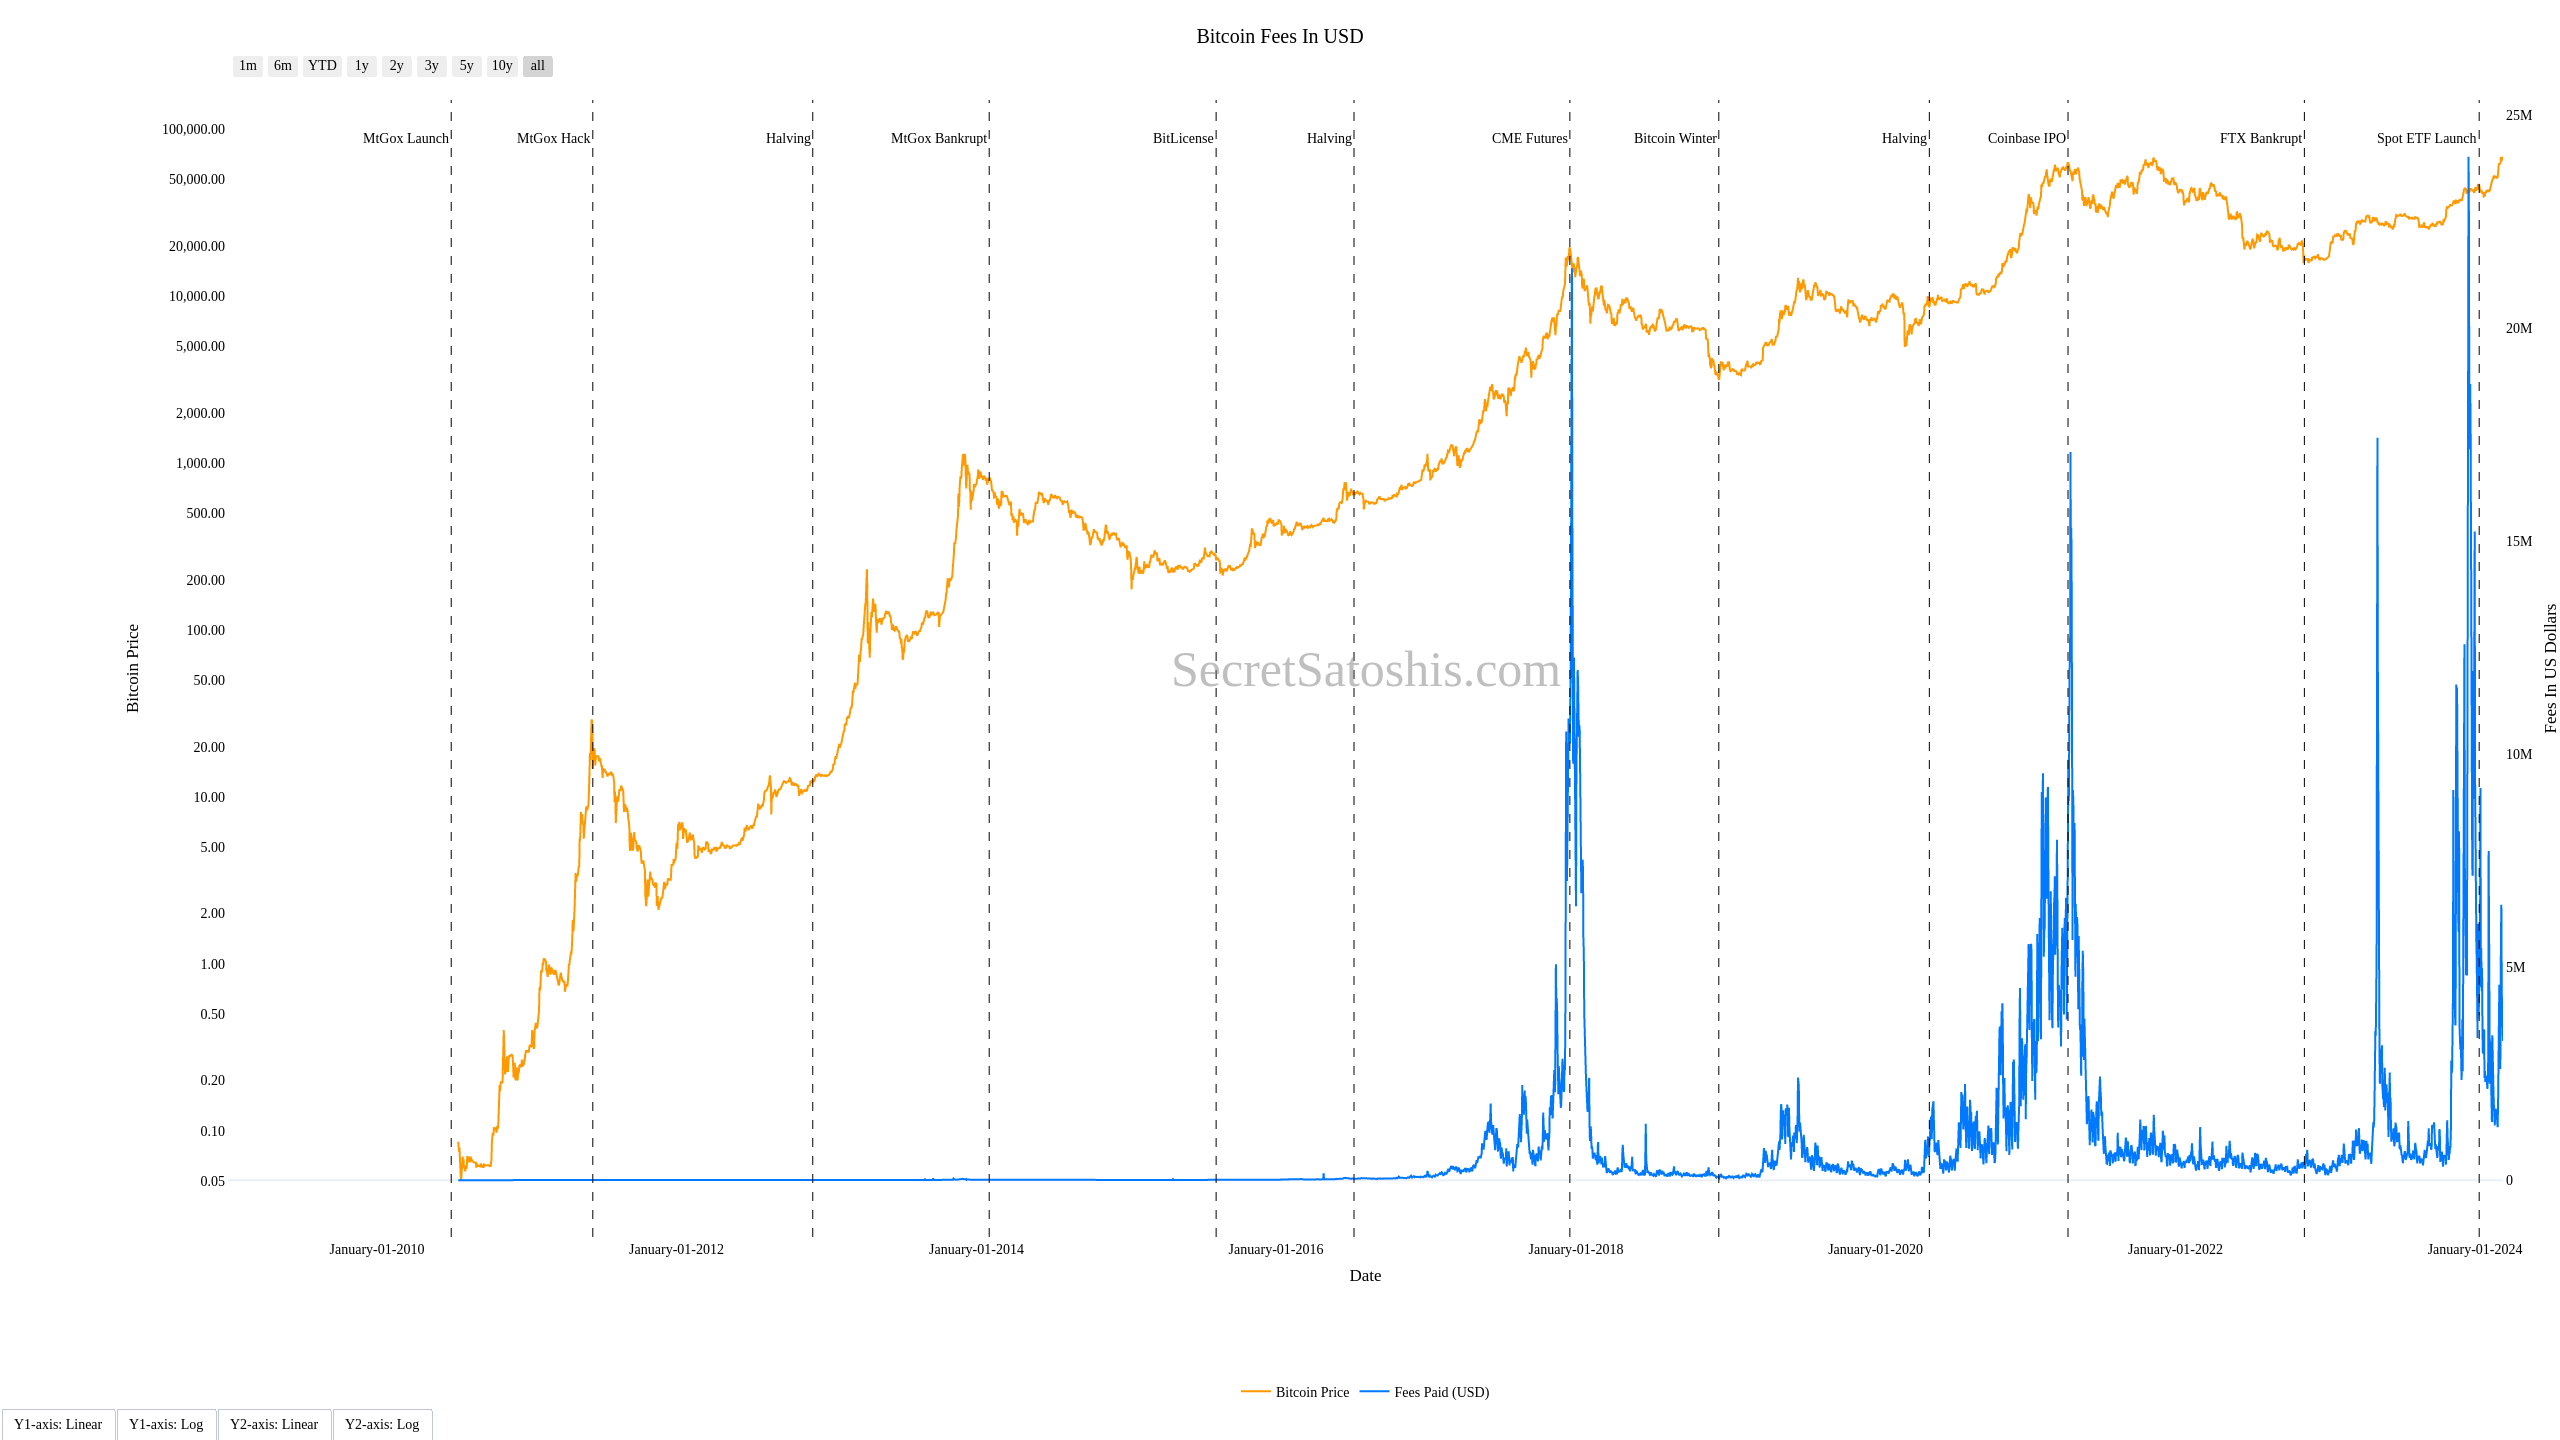 Bitcoin Fees In USD
1m 6m YTD 1y 2y 3y 5y 10y all
MtGox Launch MtGox Hack Halving MtGox Bankrupt BitLicense Halving CME Futures Bitcoin Winter Halving Coinbase IPO FTX Bankrupt Spot ETF Launch
100,000.00
50,000.00
20,000.00
10,000.00
5,000.00
2,000.00
1,000.00
500.00
200.00
100.00
50.00
20.00
10.00
5.00
2.00
1.00
0.50
0.20
0.10
0.05
Bitcoin Price
SecretSatoshis.com
25M
20M
15M
10M
5M
0
Fees In US Dollars
January-01-2010 January-01-2012 January-01-2014 January-01-2016 January-01-2018 January-01-2020 January-01-2022 January-01-2024
Date
Bitcoin Price Fees Paid (USD)
Y1-axis: Linear Y1-axis: Log Y2-axis: Linear Y2-axis: Log